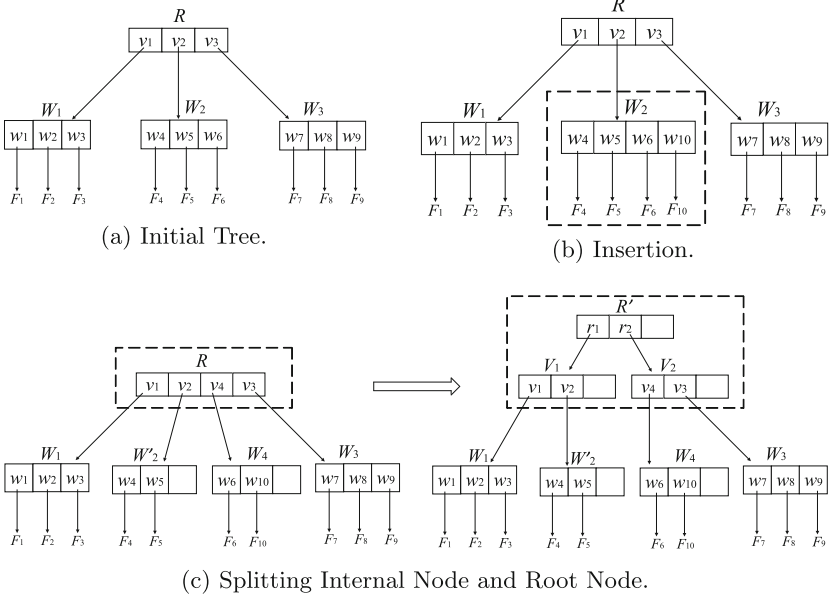 R
v1 v2 v3
W1 W2 W3
w1 w2 w3 w4 w5 w6 w7 w8 w9
F1 F2 F3 F4 F5 F6 F7 F8 F9
(a) Initial Tree.
R
v1 v2 v3
W1 W2 W3
w1 w2 w3 w4 w5 w6 w10 w7 w8 w9
F1 F2 F3 F4 F5 F6 F10 F7 F8 F9
(b) Insertion.
R
v1 v2 v4 v3
W1 W'2 W4 W3
w1 w2 w3 w4 w5 w6 w10 w7 w8 w9
F1 F2 F3 F4 F5 F6 F10 F7 F8 F9
R'
r1 r2
V1 V2
v1 v2 v4 v3
W1 W'2 W4 W3
w1 w2 w3 w4 w5 w6 w10 w7 w8 w9
F1 F2 F3 F4 F5 F6 F10 F7 F8 F9
(c) Splitting Internal Node and Root Node.